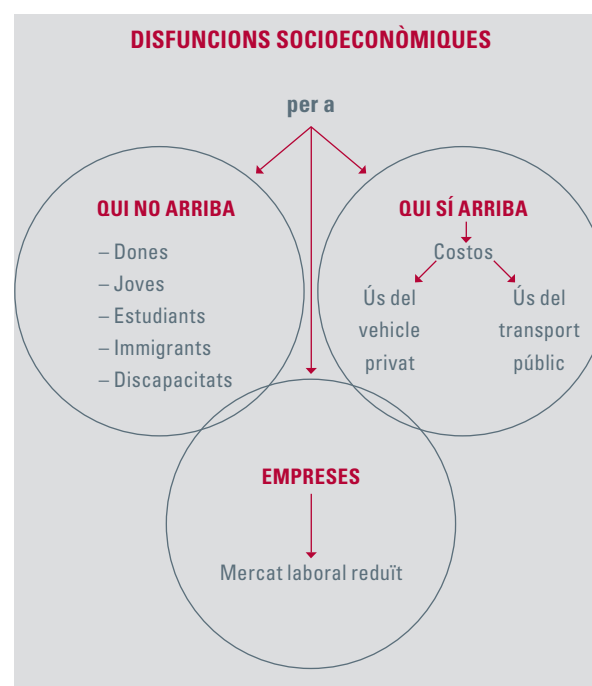 DISFUNCIONS SOCIOECONÒMIQUES
per a
QUI NO ARRIBA
– Dones
– Joves
– Estudiants
– Immigrants
– Discapacitats
QUI SÍ ARRIBA
Costos
Ús del
vehicle
privat
Ús del
transport
públic
EMPRESES
Mercat laboral reduït